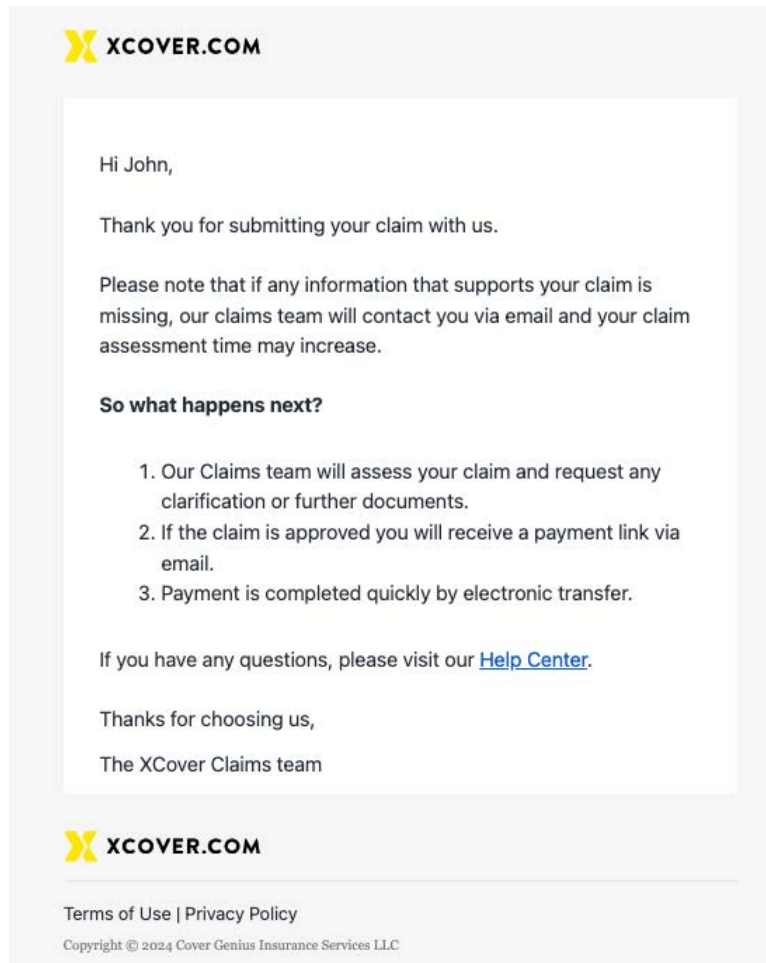 XCOVER.COM
Hi John,
Thank you for submitting your claim with us.
Please note that if any information that supports your claim is
missing, our claims team will contact you via email and your claim
assessment time may increase.
So what happens next?
1. Our Claims team will assess your claim and request any
clarification or further documents.
2. If the claim is approved you will receive a payment link via
email.
3. Payment is completed quickly by electronic transfer.
If you have any questions, please visit our Help Center.
Thanks for choosing us,
The XCover Claims team
XCOVER.COM
Terms of Use | Privacy Policy
Copyright © 2024 Cover Genius Insurance Services LLC